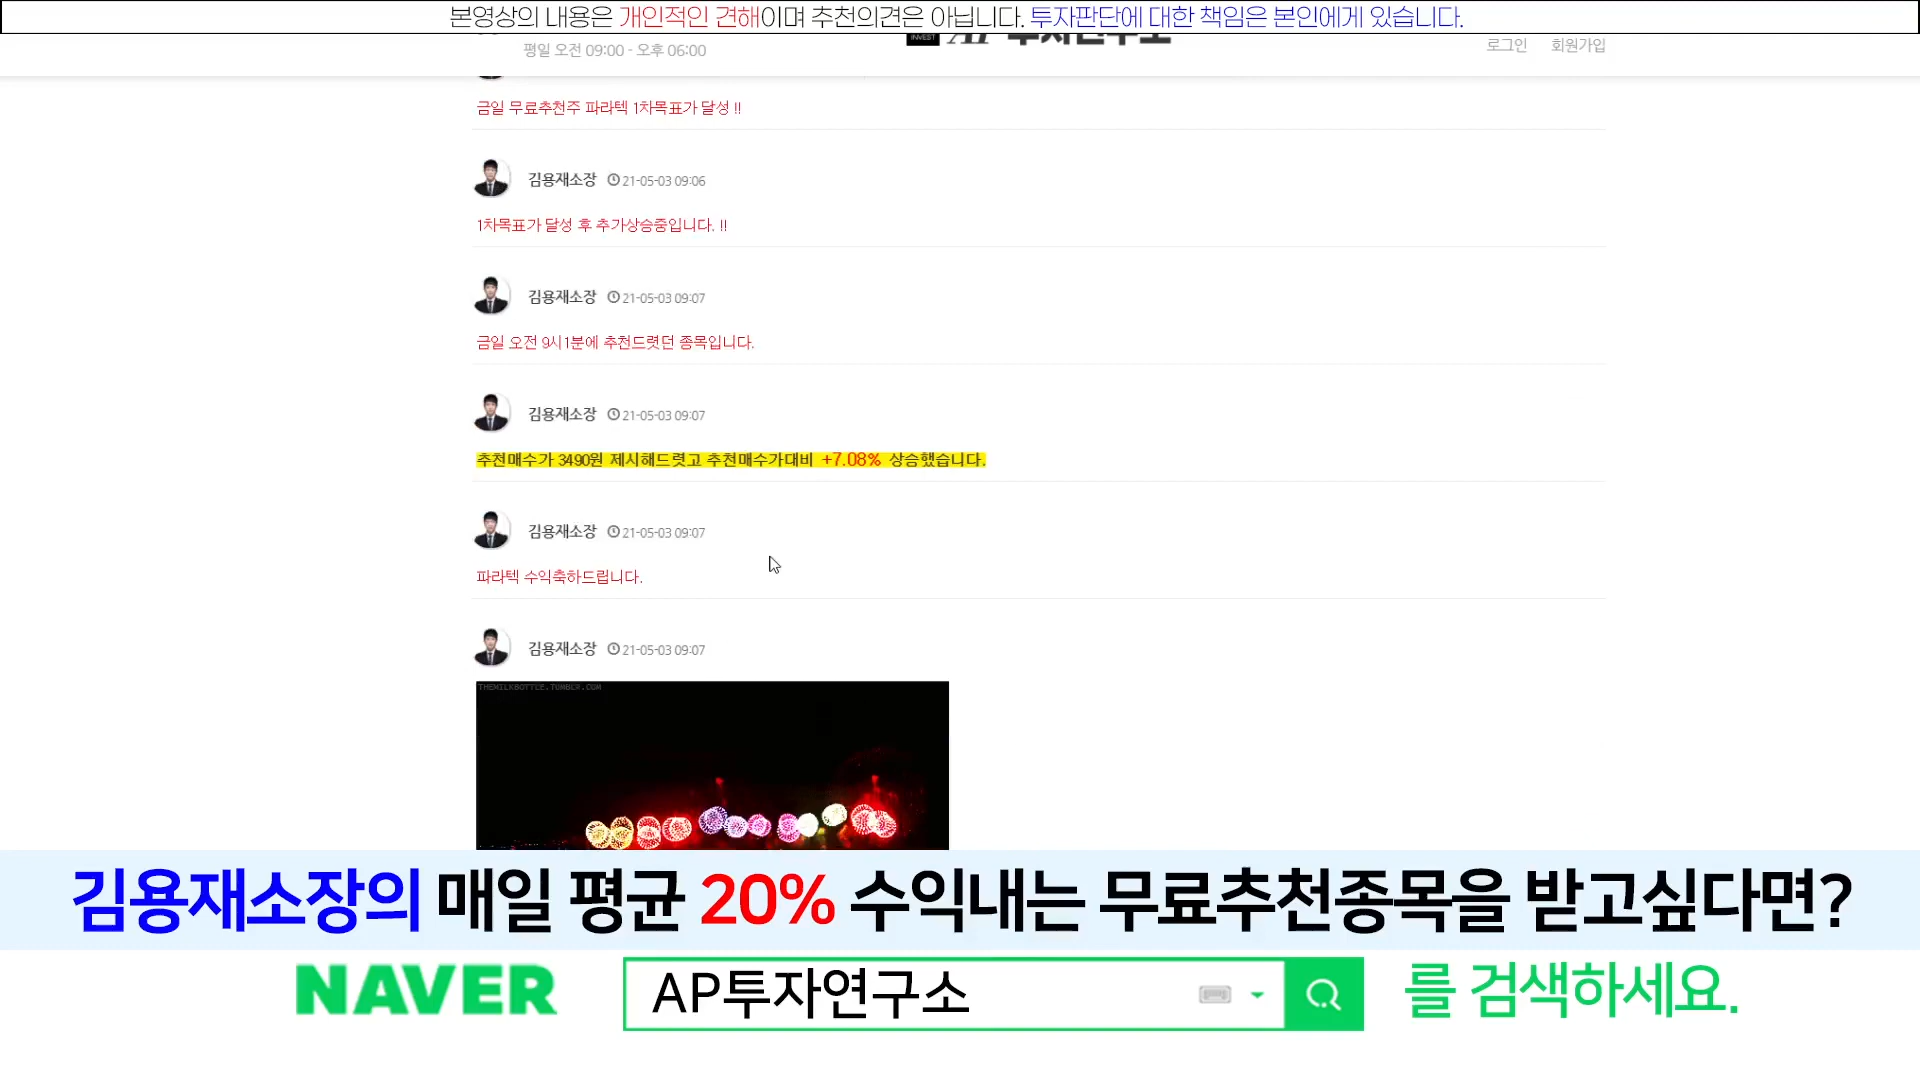 본영상의 내용은 개인적인 견해이며 추천의견은 아닙니다. 투자판단에 대한 책임은 본인에게 있습니다.
평일 오전 09:00 - 오후 06:00
INVEST AP 투자연구소
로그인 회원가입
금일 무료추천주 파라텍 1차목표가 달성 !!
김용재소장 21-05-03 09:06
1차목표가 달성 후 추가상승중입니다. !!
김용재소장 21-05-03 09:07
금일 오전 9시1분에 추천드렷던 종목입니다.
김용재소장 21-05-03 09:07
추천매수가 3490원 제시해드렷고 추천매수가대비 +7.08% 상승했습니다.
김용재소장 21-05-03 09:07
파라텍 수익축하드립니다.
김용재소장 21-05-03 09:07
THEMILKBOTTLE.TUMBLR.COM
김용재소장의 매일 평균 20% 수익내는 무료추천종목을 받고싶다면?
NAVER AP투자연구소 를 검색하세요.